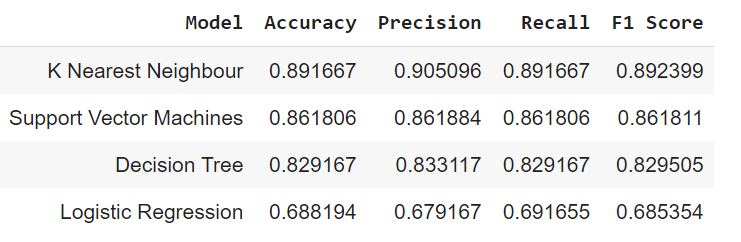 Model Accuracy Precision Recall F1 Score
K Nearest Neighbour 0.891667 0.905096 0.891667 0.892399
Support Vector Machines 0.861806 0.861884 0.861806 0.861811
Decision Tree 0.829167 0.833117 0.829167 0.829505
Logistic Regression 0.688194 0.679167 0.691655 0.685354